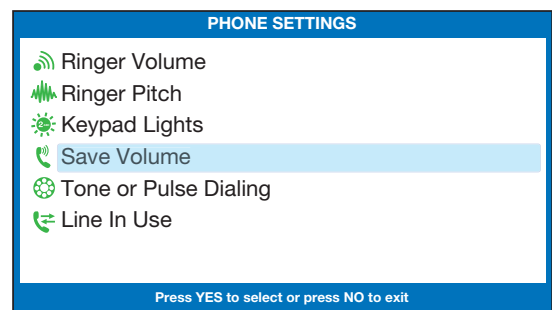 PHONE SETTINGS
Ringer Volume
Ringer Pitch
Keypad Lights
Save Volume
Tone or Pulse Dialing
Line In Use
Press YES to select or press NO to exit